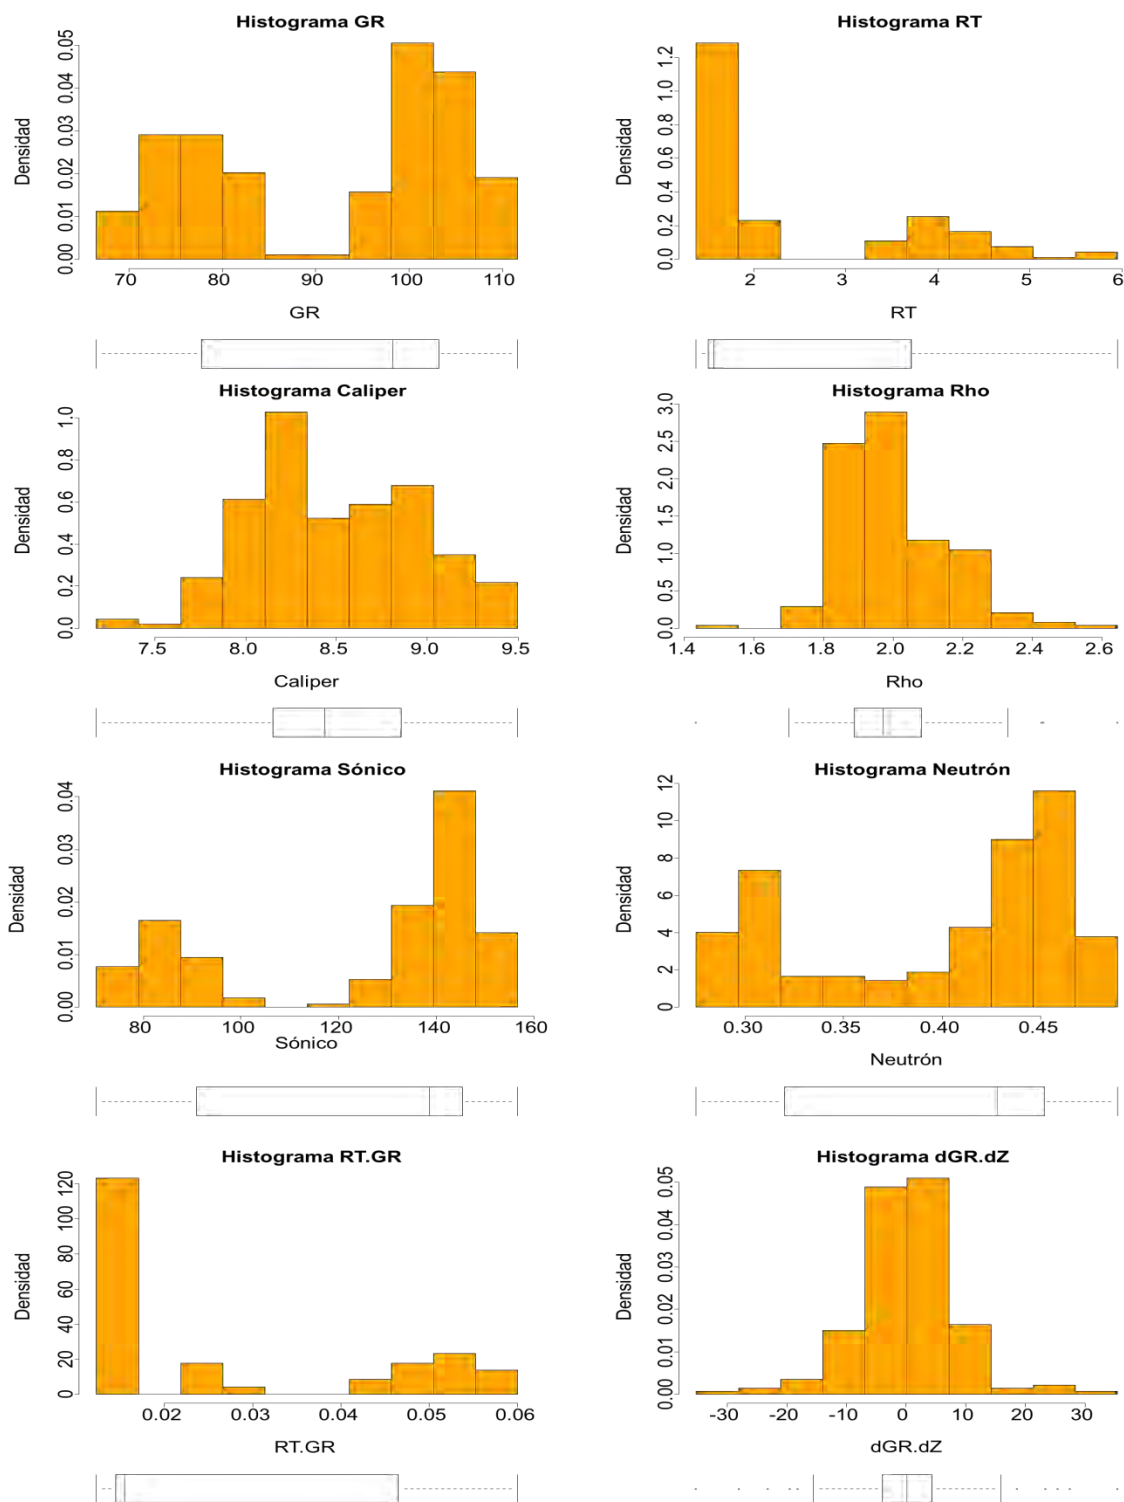 Histograma GR
Densidad
0.00 0.01 0.02 0.03 0.04 0.05
70 80 90 100 110
GR
Histograma RT
Densidad
0.0 0.2 0.4 0.6 0.8 1.0 1.2
2 3 4 5 6
RT
Histograma Caliper
Densidad
0.0 0.2 0.4 0.6 0.8 1.0
7.5 8.0 8.5 9.0 9.5
Caliper
Histograma Rho
Densidad
0.0 0.5 1.0 1.5 2.0 2.5 3.0
1.4 1.6 1.8 2.0 2.2 2.4 2.6
Rho
Histograma Sónico
Densidad
0.00 0.01 0.02 0.03 0.04
80 100 120 140 160
Sónico
Histograma Neutrón
Densidad
0 2 4 6 8 10 12
0.30 0.35 0.40 0.45
Neutrón
Histograma RT.GR
Densidad
0 20 40 60 80 100 120
0.02 0.03 0.04 0.05 0.06
RT.GR
Histograma dGR.dZ
Densidad
0.00 0.01 0.02 0.03 0.04 0.05
-30 -20 -10 0 10 20 30
dGR.dZ